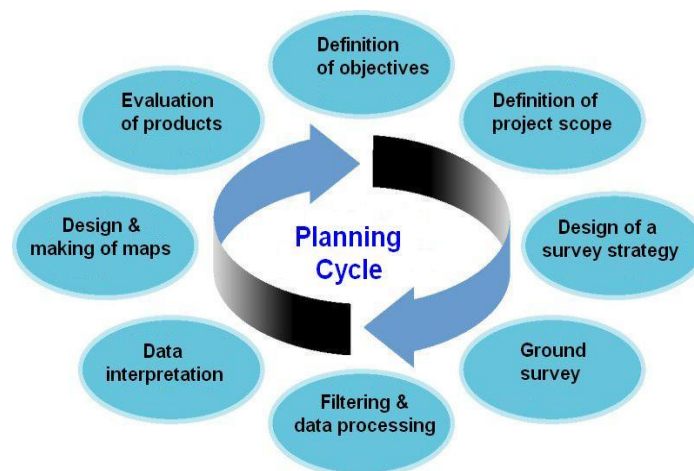 Definition
of objectives
Definition of
project scope
Design of a
survey strategy
Ground
survey
Filtering &
data processing
Data
interpretation
Design &
making of maps
Evaluation
of products
Planning
Cycle